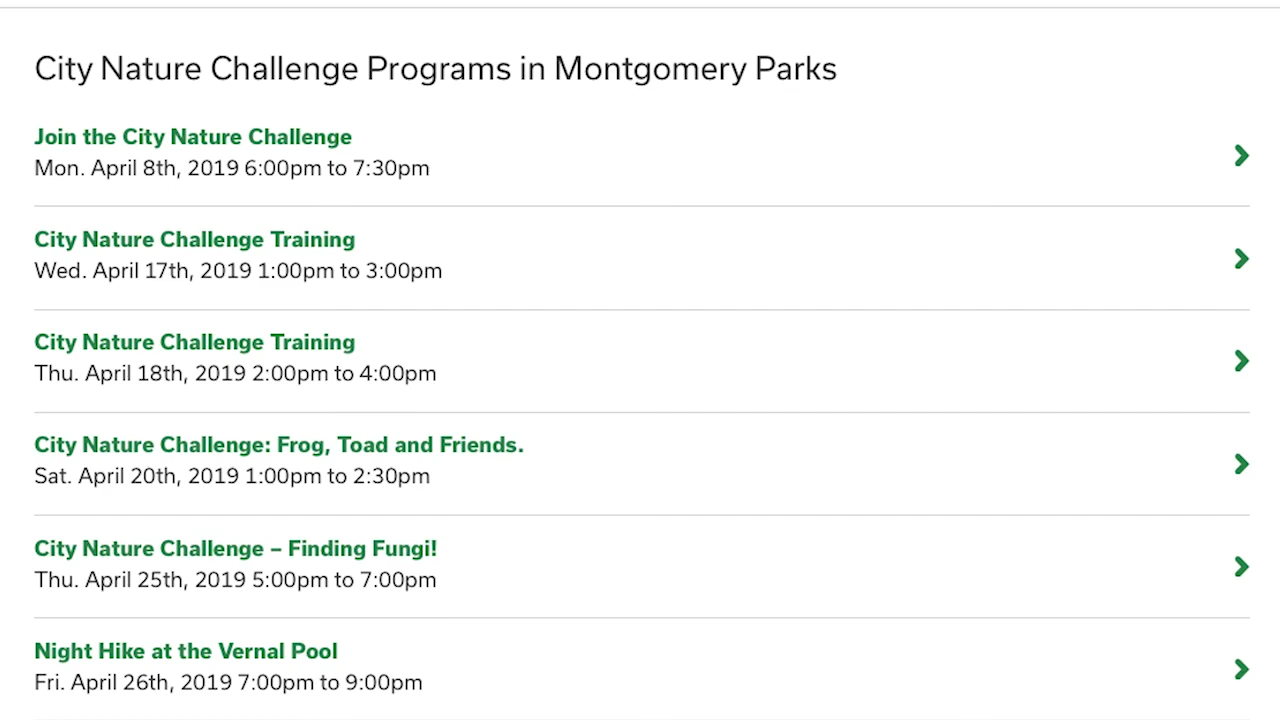 City Nature Challenge Programs in Montgomery Parks
Join the City Nature Challenge
Mon. April 8th, 2019 6:00pm to 7:30pm
City Nature Challenge Training
Wed. April 17th, 2019 1:00pm to 3:00pm
City Nature Challenge Training
Thu. April 18th, 2019 2:00pm to 4:00pm
City Nature Challenge: Frog, Toad and Friends.
Sat. April 20th, 2019 1:00pm to 2:30pm
City Nature Challenge – Finding Fungi!
Thu. April 25th, 2019 5:00pm to 7:00pm
Night Hike at the Vernal Pool
Fri. April 26th, 2019 7:00pm to 9:00pm